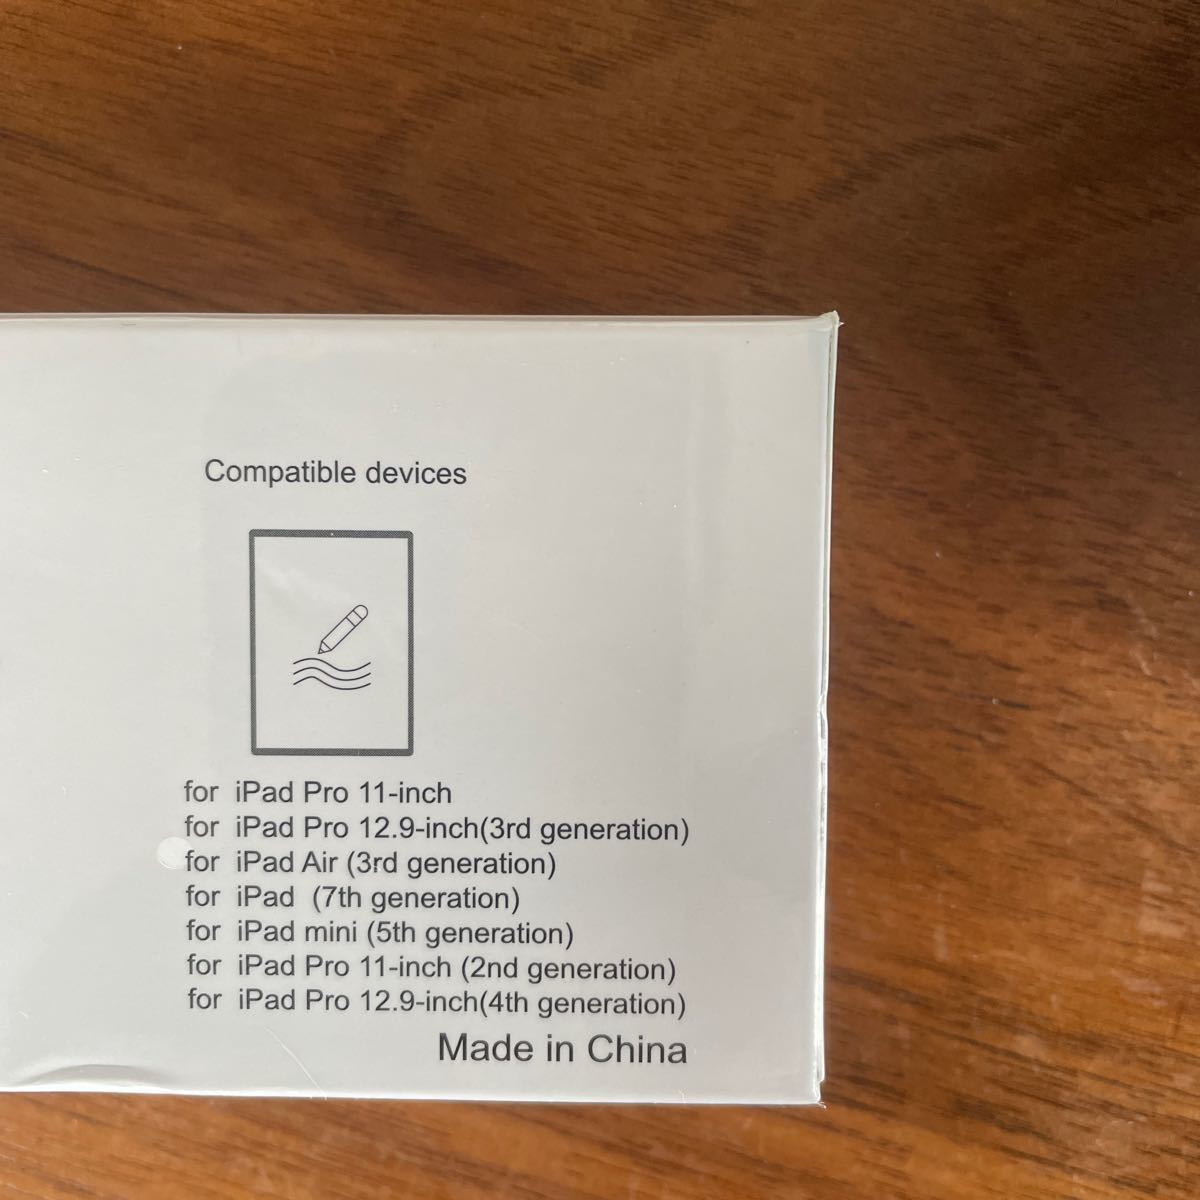 Compatible devices
for iPad Pro 11-inch
for iPad Pro 12.9-inch(3rd generation)
for iPad Air (3rd generation)
for iPad (7th generation)
for iPad mini (5th generation)
for iPad Pro 11-inch (2nd generation)
for iPad Pro 12.9-inch(4th generation)
Made in China